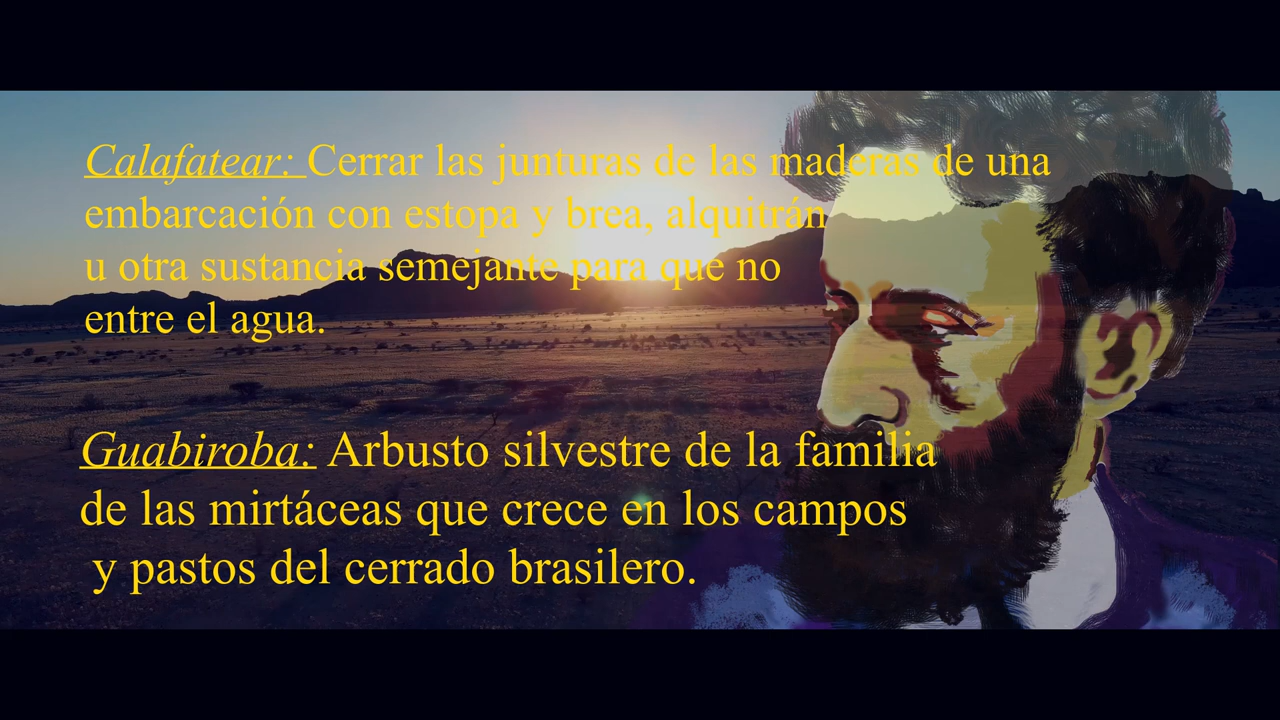 Calafatear: Cerrar las junturas de las maderas de una
embarcación con estopa y brea, alquitrán
u otra sustancia semejante para que no
entre el agua.
Guabiroba: Arbusto silvestre de la familia
de las mirtáceas que crece en los campos
y pastos del cerrado brasilero.